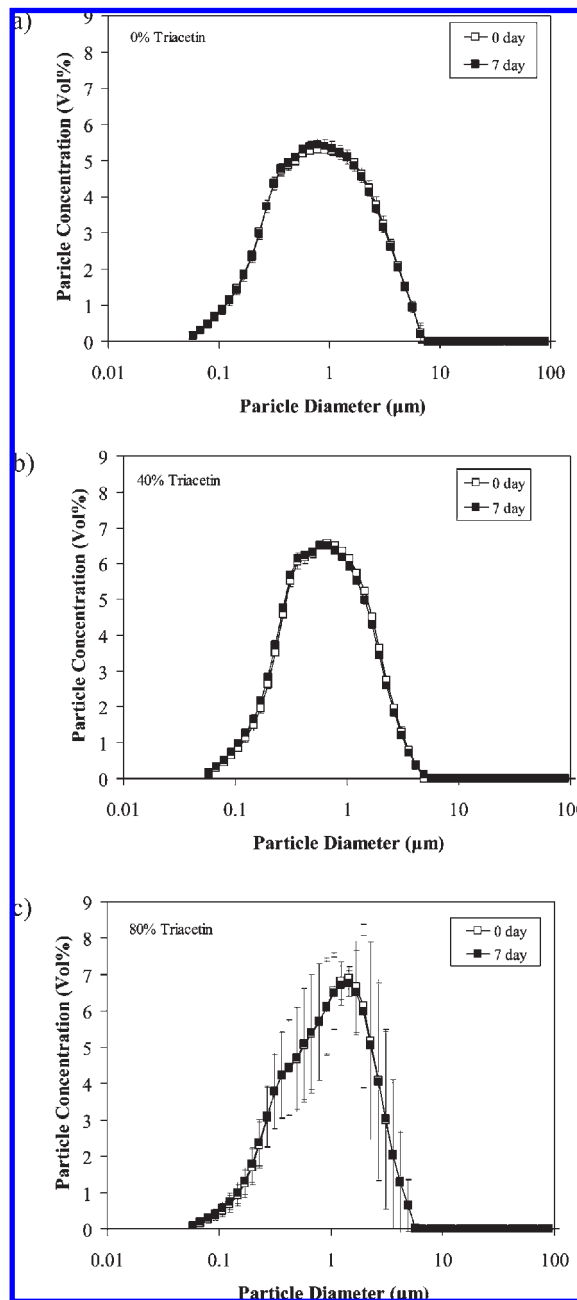 a)
0% Triacetin
0 day
7 day
9
8
7
6
5
4
3
2
1
0
Paricle Concentration (Vol%)
0.01 0.1 1 10 100
Paricle Diameter (µm)
b)
40% Triacetin
0 day
7 day
9
8
7
6
5
4
3
2
1
0
Particle Concentration (Vol%)
0.01 0.1 1 10 100
Particle Diameter (µm)
c)
80% Triacetin
0 day
7 day
9
8
7
6
5
4
3
2
1
0
Particle Concentration (Vol%)
0.01 0.1 1 10 100
Particle Diameter (µm)